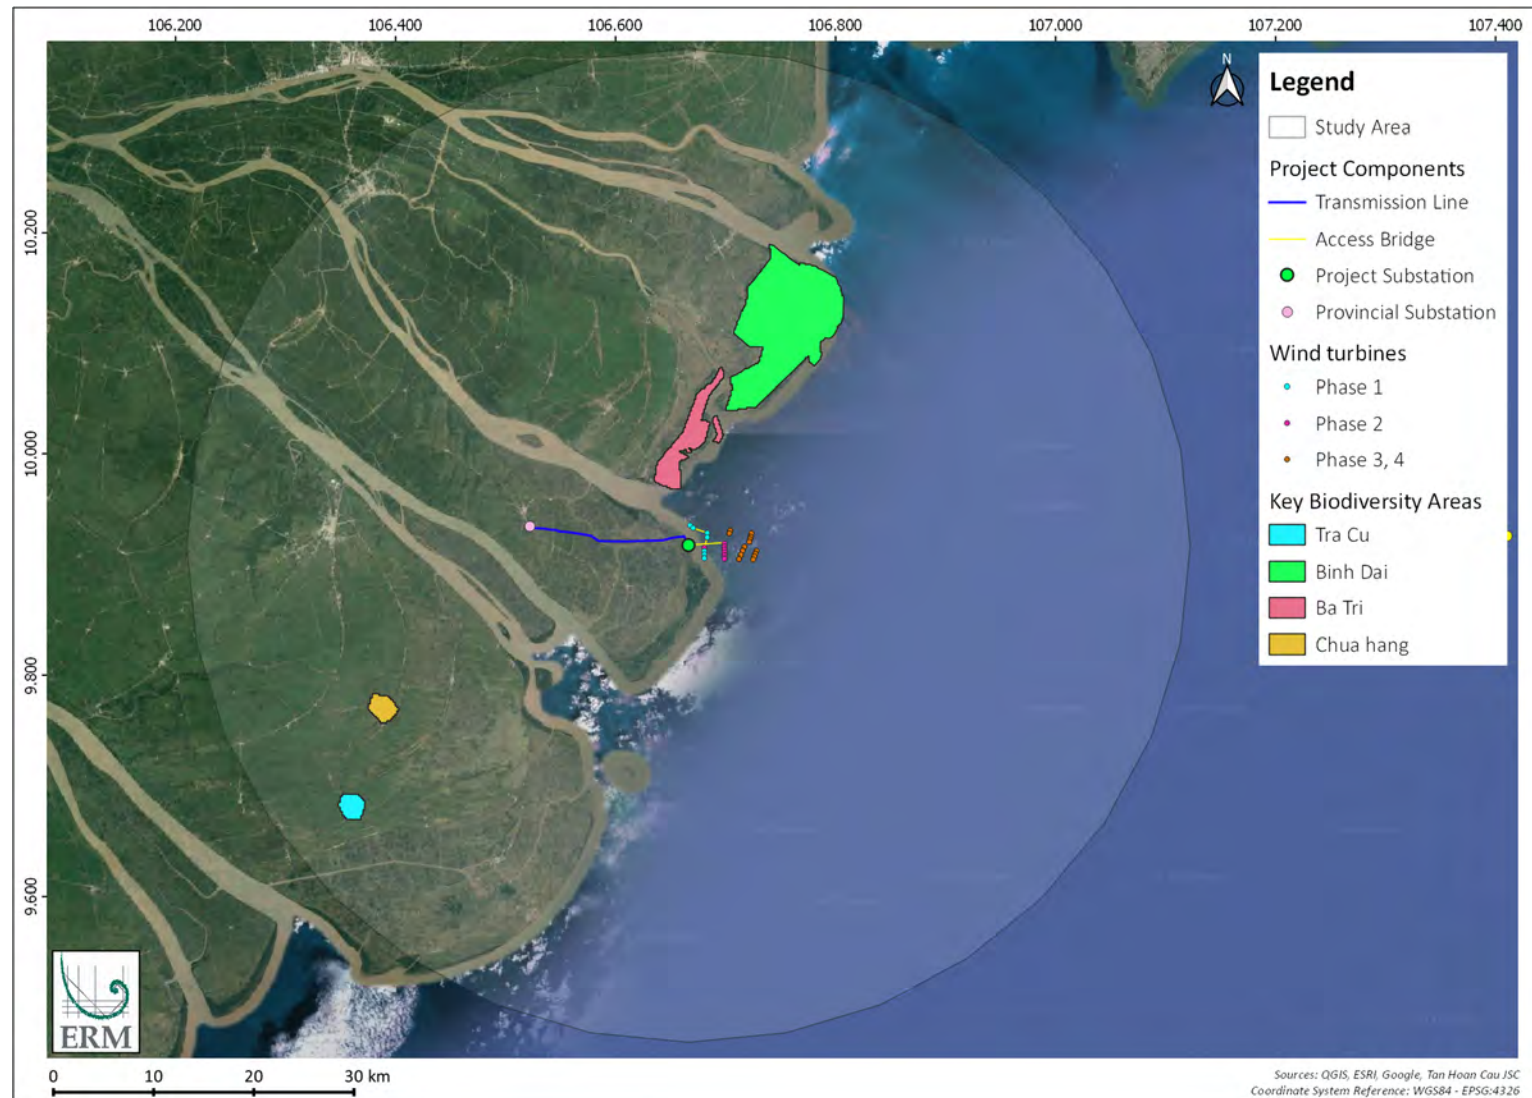 106.200 106.400 106.600 106.800 107.000 107.200 107.400
10.200
10.000
9.800
9.600
N
Legend
Study Area
Project Components
Transmission Line
Access Bridge
Project Substation
Provincial Substation
Wind turbines
Phase 1
Phase 2
Phase 3, 4
Key Biodiversity Areas
Tra Cu
Binh Dai
Ba Tri
Chua hang
ERM
0 10 20 30 km
Sources: QGIS, ESRI, Google, Tan Hoan Cau JSC
Coordinate System Reference: WGS84 - EPSG:4326